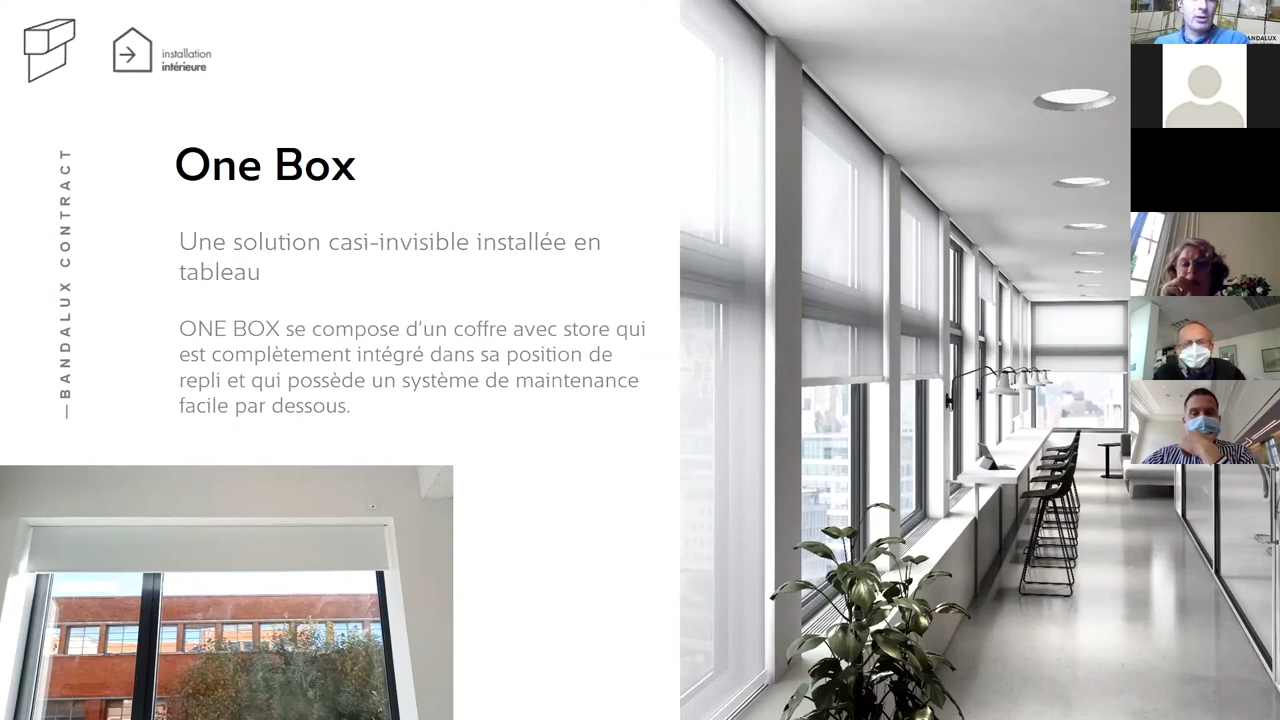 installation
intérieure
—BANDALUX CONTRACT
One Box
Une solution casi-invisible installée en
tableau
ONE BOX se compose d'un coffre avec store qui
est complètement intégré dans sa position de
repli et qui possède un système de maintenance
facile par dessous.
ANDALUX